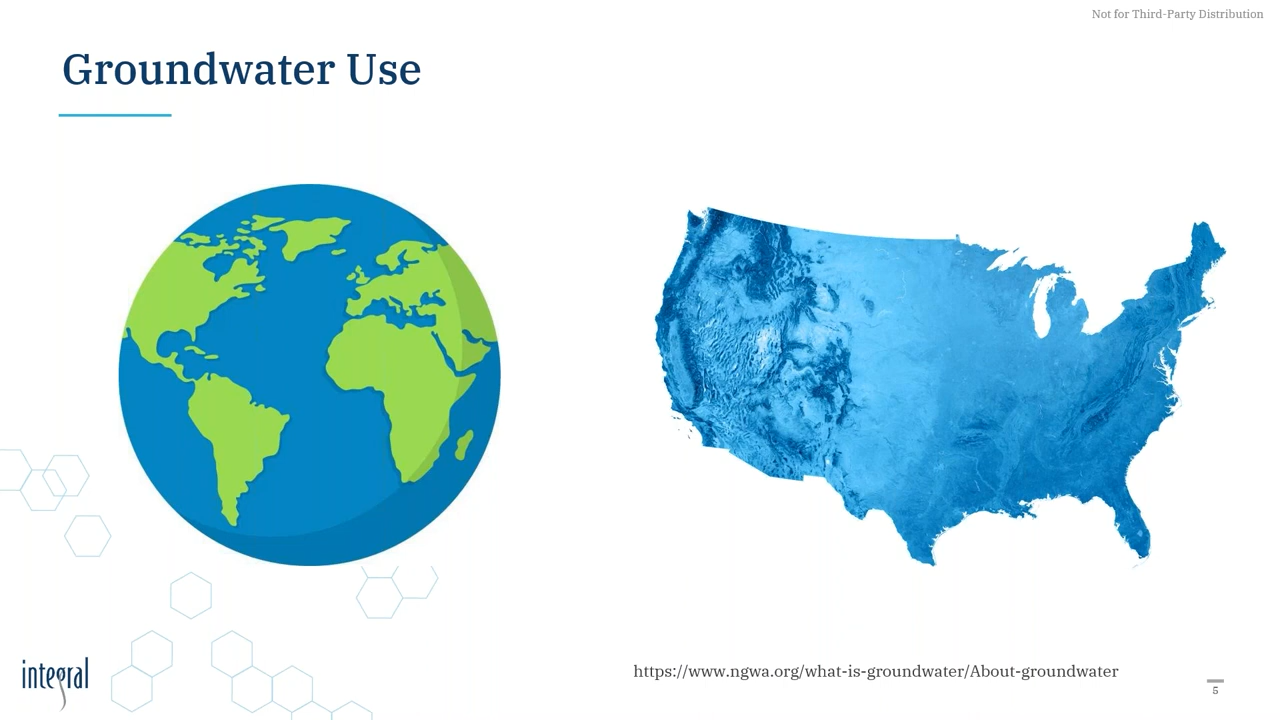 Not for Third-Party Distribution
Groundwater Use
https://www.ngwa.org/what-is-groundwater/About-groundwater
integral
5